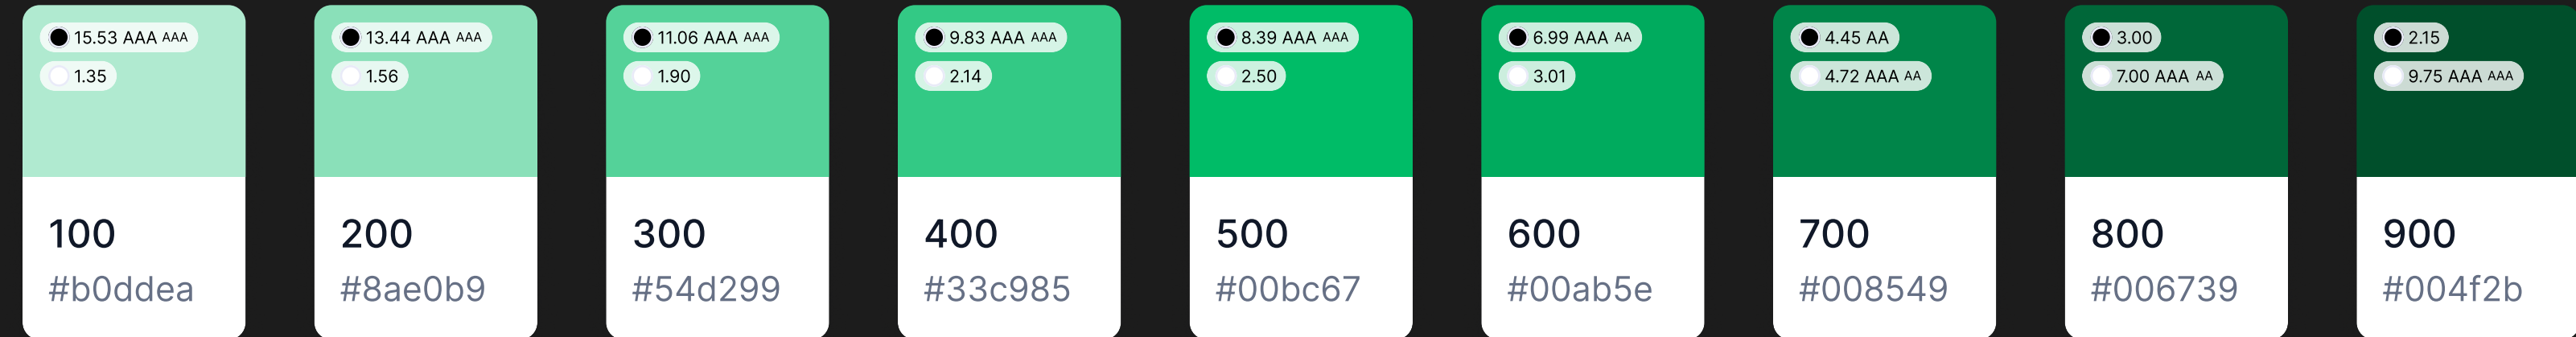 15.53 AAA AAA
1.35
100
#b0ddea
13.44 AAA AAA
1.56
200
#8ae0b9
11.06 AAA AAA
1.90
300
#54d299
9.83 AAA AAA
2.14
400
#33c985
8.39 AAA AAA
2.50
500
#00bc67
6.99 AAA AA
3.01
600
#00ab5e
4.45 AA
4.72 AAA AA
700
#008549
3.00
7.00 AAA AA
800
#006739
2.15
9.75 AAA AAA
900
#004f2b